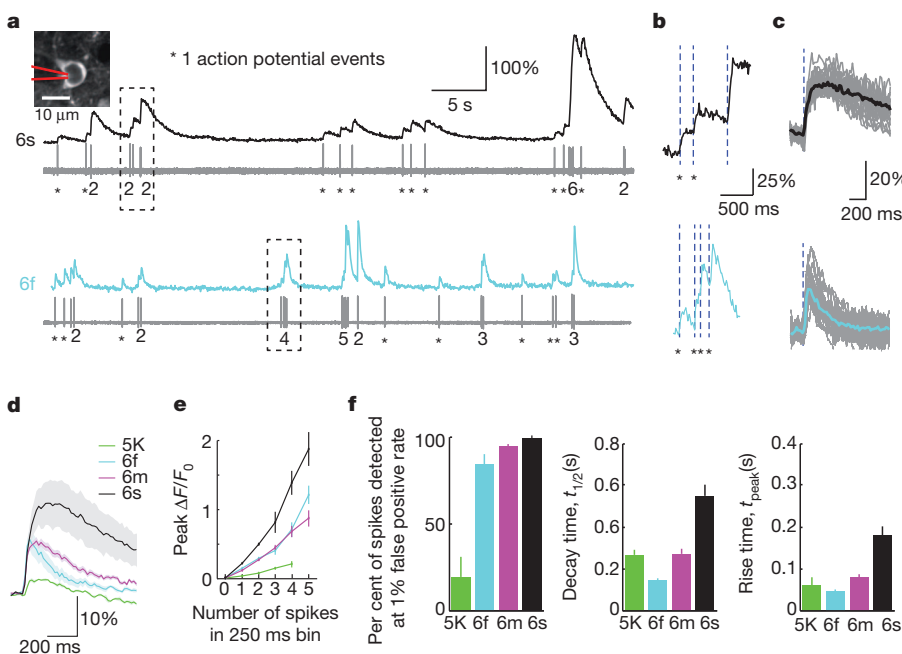 a
* 1 action potential events
100%
5 s
10 μm
6s
* * 2 2 2 * * * * * * * * 6 * 2
6f
* * 2 * 2 4 5 2 * * 3 * * * 3
b
25%
500 ms
* *
* * * *
c
20%
200 ms
d
5K
6f
6m
6s
10%
200 ms
e
Peak ΔF/F0
2
1
0
0 1 2 3 4 5
Number of spikes
in 250 ms bin
f
Per cent of spikes detected
at 1% false positive rate
100
50
0
5K 6f 6m 6s
Decay time, t1/2(s)
0.8
0.6
0.4
0.2
0
5K 6f 6m 6s
Rise time, tpeak(s)
0.4
0.3
0.2
0.1
0
5K 6f 6m 6s